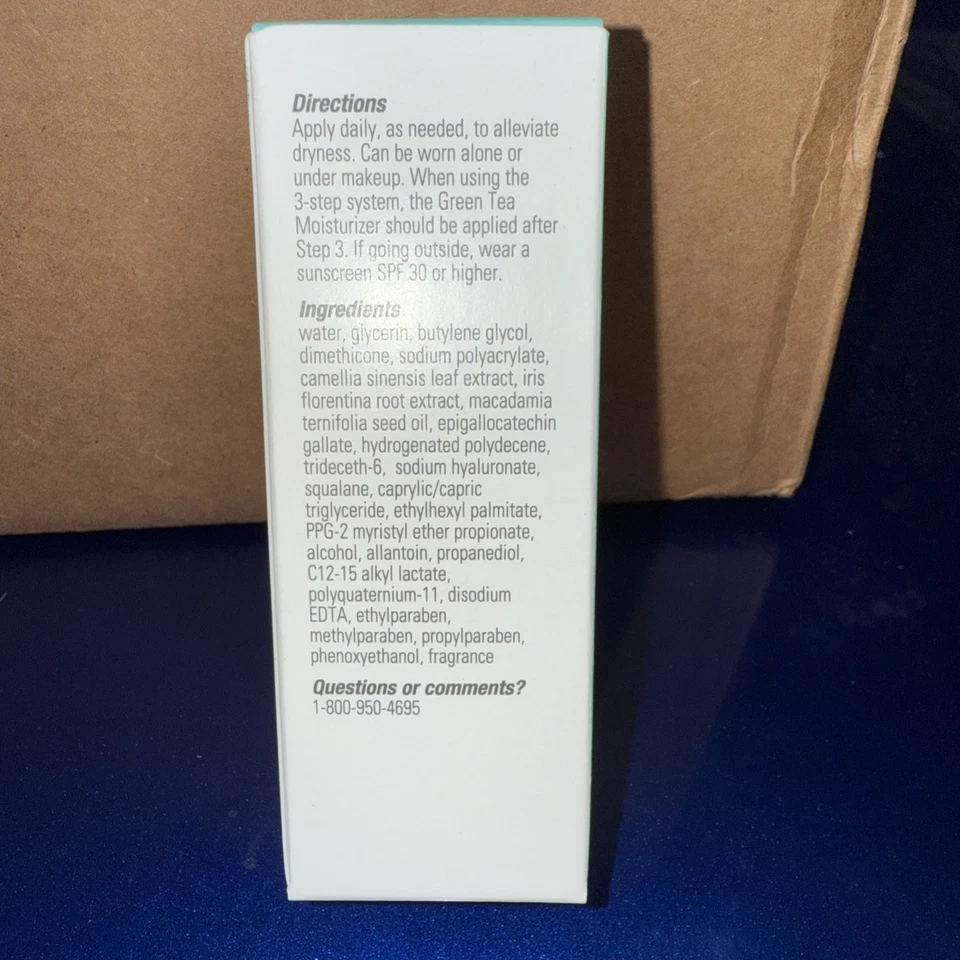 Directions
Apply daily, as needed, to alleviate
dryness. Can be worn alone or
under makeup. When using the
3-step system, the Green Tea
Moisturizer should be applied after
Step 3. If going outside, wear a
sunscreen SPF 30 or higher.
Ingredients
water, glycerin, butylene glycol,
dimethicone, sodium polyacrylate,
camellia sinensis leaf extract, iris
florentina root extract, macadamia
ternifolia seed oil, epigallocatechin
gallate, hydrogenated polydecene,
trideceth-6, sodium hyaluronate,
squalane, caprylic/capric
triglyceride, ethylhexyl palmitate,
PPG-2 myristyl ether propionate,
alcohol, allantoin, propanediol,
C12-15 alkyl lactate,
polyquaternium-11, disodium
EDTA, ethylparaben,
methylparaben, propylparaben,
phenoxyethanol, fragrance
Questions or comments?
1-800-950-4695